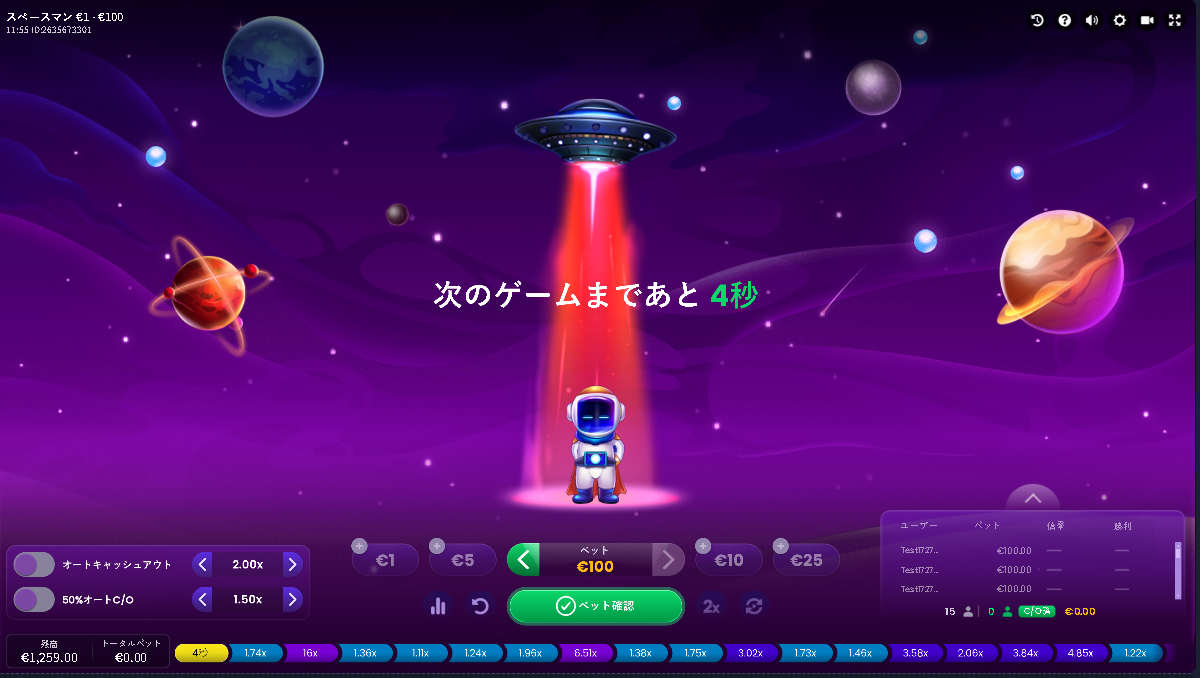 スペースマン €1 - €100
11:55 ID:2635673301
次のゲームまであと 4秒
オートキャッシュアウト
2.00x
50%オートC/O
1.50x
€1
€5
ベット
€100
€10
€25
ベット確認
2x
ユーザー ベット 倍率 勝利
Test1727... €100.00 — —
Test1727... €100.00 — —
Test1727... €100.00 — —
15 0 C/O済 €0.00
残高
€1,259.00
トータルベット
€0.00
4秒 1.74x 16x 1.36x 1.11x 1.24x 1.96x 6.51x 1.38x 1.75x 3.02x 1.73x 1.46x 3.58x 2.06x 3.84x 4.85x 1.22x